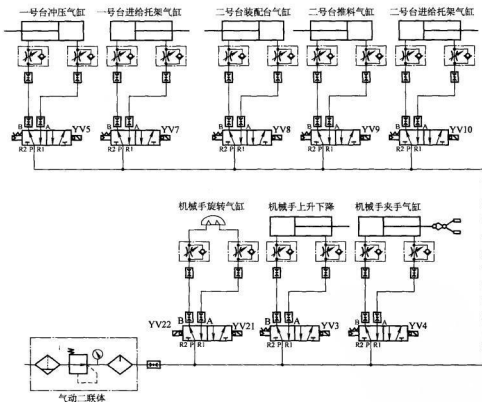 一号台冲压气缸 一号台进给托架气缸 二号台装配台气缸 二号台推料气缸 二号台进给托架气缸
B A YV5 B A YV7 B A YV8 B A YV9 B A YV10
R2 P R1 R2 P R1 R2 P R1 R2 P R1 R2 P R1
机械手旋转气缸 机械手上升下降 机械手夹手气缸
YV22 B A YV21 B A YV3 B A YV4
R2 P R1 R2 P R1 R2 P R1
气动二联体